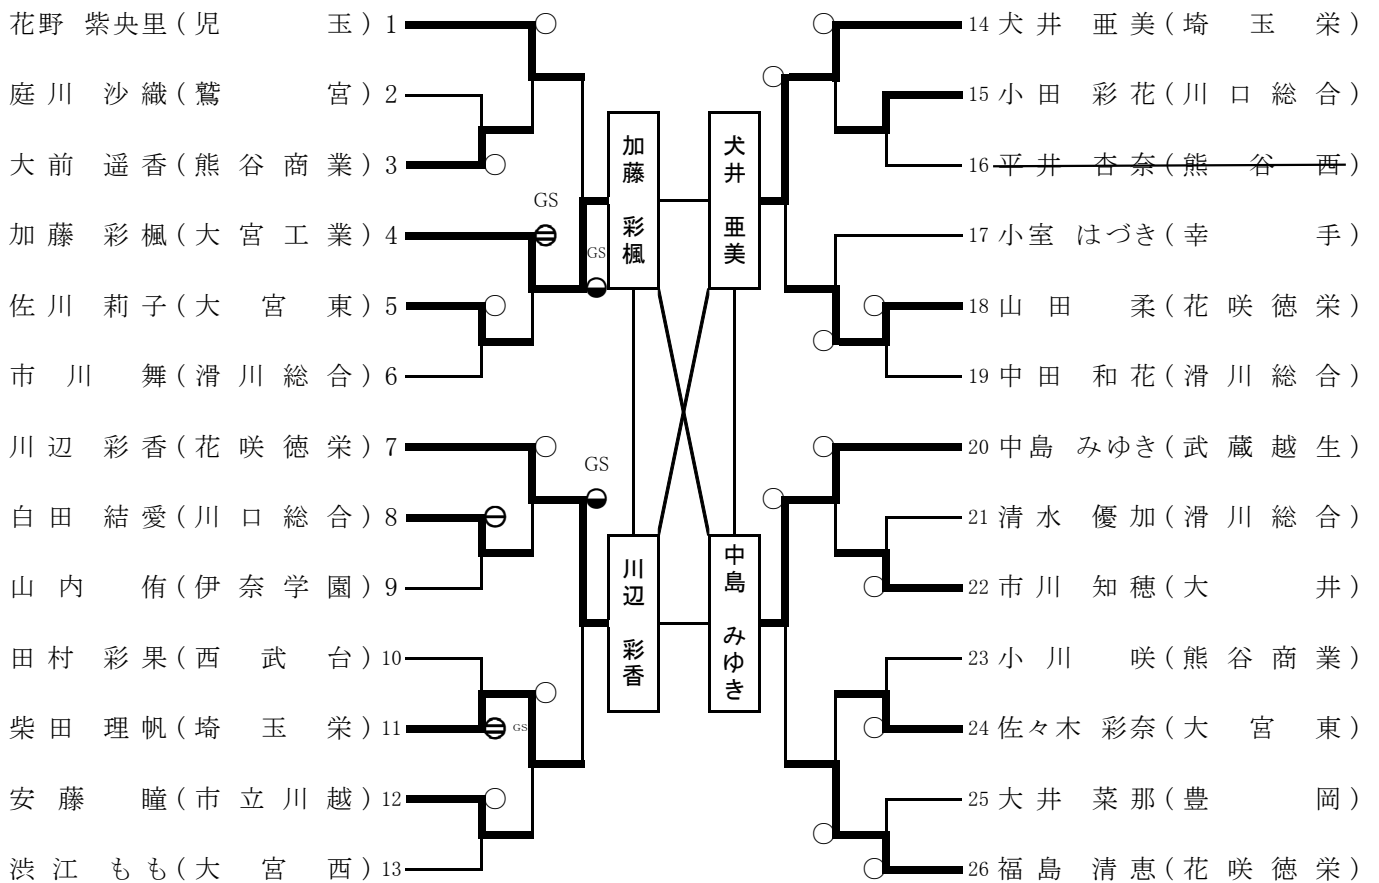 花野 紫央里(児 玉) 1
庭川 沙織(鷲 宮) 2
大前 遥香(熊谷商業) 3
GS
加藤 彩楓(大宮工業) 4
GS
佐川 莉子(大宮東) 5
市川 舞(滑川総合) 6
川辺 彩香(花咲徳栄) 7
GS
白田 結愛(川口総合) 8
山内 侑(伊奈学園) 9
田村 彩果(西武台) 10
柴田 理帆(埼玉栄) 11
GS
安藤 瞳(市立川越) 12
渋江 もも(大宮西) 13
加藤 彩楓
犬井 亜美
川辺 彩香
中島 みゆき
14 犬井 亜美(埼玉栄)
15 小田 彩花(川口総合)
16 平井 杏奈(熊谷西)
17 小室 はづき(幸 手)
18 山田 柔(花咲徳栄)
19 中田 和花(滑川総合)
20 中島 みゆき(武蔵越生)
21 清水 優加(滑川総合)
22 市川 知穂(大 井)
23 小川 咲(熊谷商業)
24 佐々木 彩奈(大宮東)
25 大井 菜那(豊 岡)
26 福島 清恵(花咲徳栄)